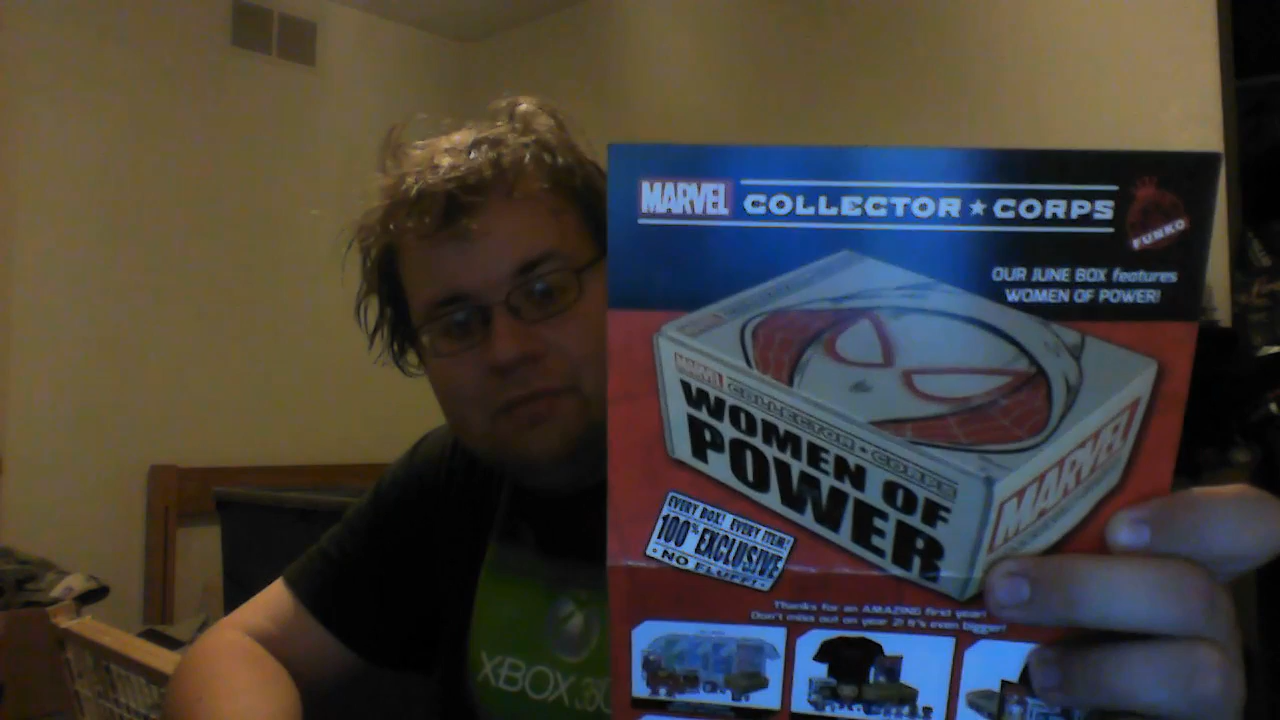 MARVEL COLLECTOR★CORPS
FUNKO
OUR JUNE BOX features
WOMEN OF POWER!
MARVEL COLLECTOR★CORPS
WOMEN OF
POWER
MARVEL
EVERY BOX! EVERY ITEM!
100% EXCLUSIVE
• NO FLUFF! •
Thanks for an AMAZING first year!
Don't miss out on year 2! It's even bigger!
XBOX 360